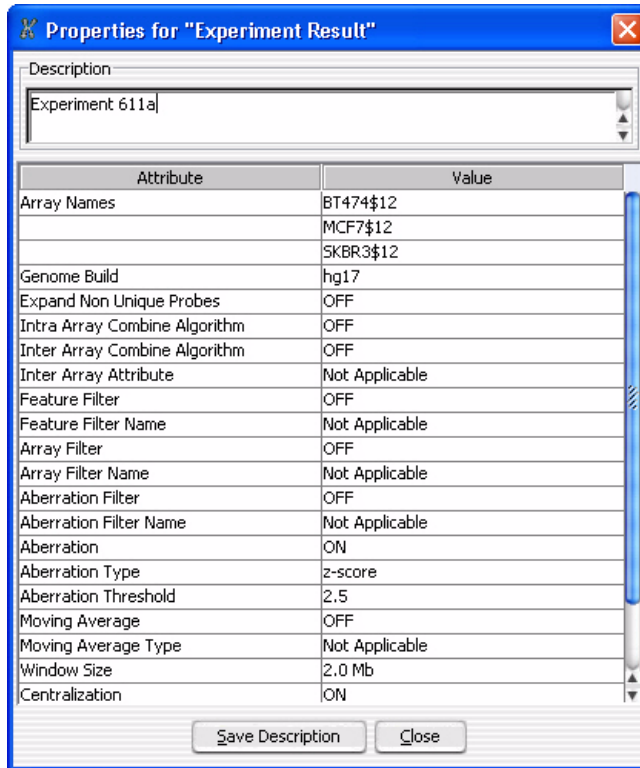 Properties for "Experiment Result"
Description
Experiment 611a
Attribute Value
Array Names BT474$12
MCF7$12
SKBR3$12
Genome Build hg17
Expand Non Unique Probes OFF
Intra Array Combine Algorithm OFF
Inter Array Combine Algorithm OFF
Inter Array Attribute Not Applicable
Feature Filter OFF
Feature Filter Name Not Applicable
Array Filter OFF
Array Filter Name Not Applicable
Aberration Filter OFF
Aberration Filter Name Not Applicable
Aberration ON
Aberration Type z-score
Aberration Threshold 2.5
Moving Average OFF
Moving Average Type Not Applicable
Window Size 2.0 Mb
Centralization ON
Save Description Close